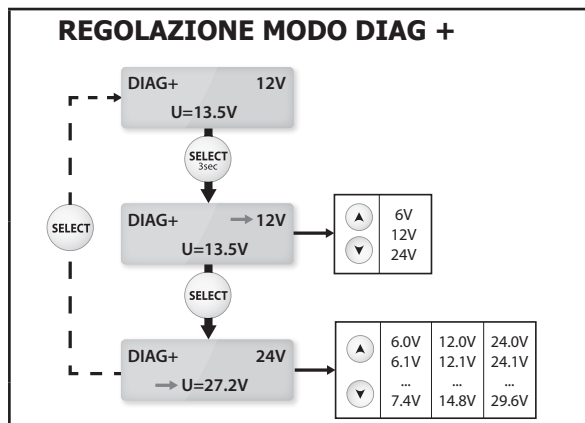 REGOLAZIONE MODO DIAG +
DIAG+ 12V
U=13.5V
SELECT
3sec
DIAG+ → 12V
U=13.5V
6V
12V
24V
SELECT
SELECT
DIAG+ 24V
→ U=27.2V
6.0V 12.0V 24.0V
6.1V 12.1V 24.1V
... ... ...
7.4V 14.8V 29.6V